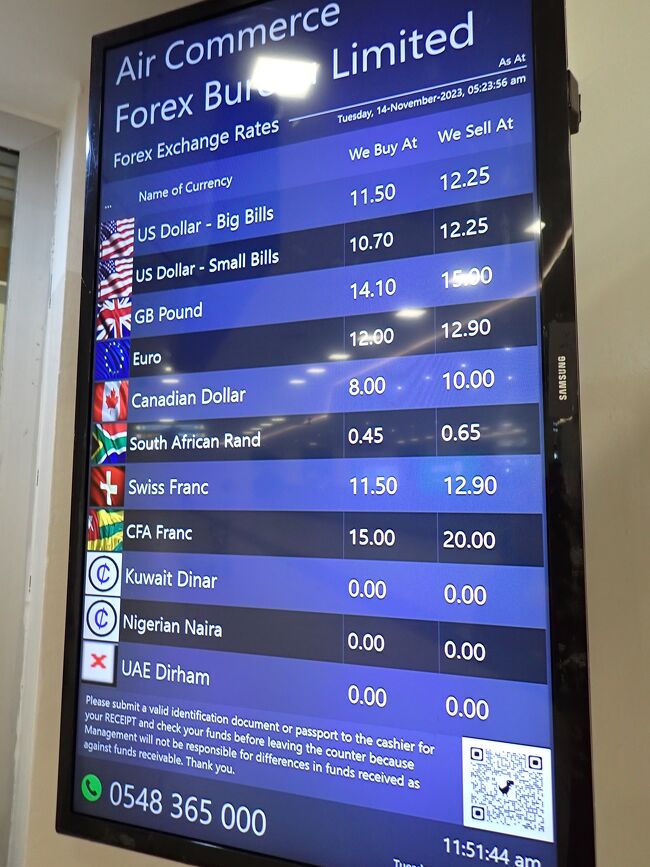 Air Commerce
Forex Bureau Limited
As At
Forex Exchange Rates Tuesday, 14-November-2023, 05:23:56 am
... Name of Currency We Buy At We Sell At
US Dollar - Big Bills 11.50 12.25
US Dollar - Small Bills 10.70 12.25
GB Pound 14.10 15.00
Euro 12.00 12.90
Canadian Dollar 8.00 10.00
South African Rand 0.45 0.65
Swiss Franc 11.50 12.90
CFA Franc 15.00 20.00
₵ Kuwait Dinar 0.00 0.00
₵ Nigerian Naira 0.00 0.00
UAE Dirham 0.00 0.00
Please submit a valid identification document or passport to the cashier for
your RECEIPT and check your funds before leaving the counter because
Management will not be responsible for differences in funds received as
against funds receivable. Thank you.
0548 365 000
11:51:44 am
SAMSUNG